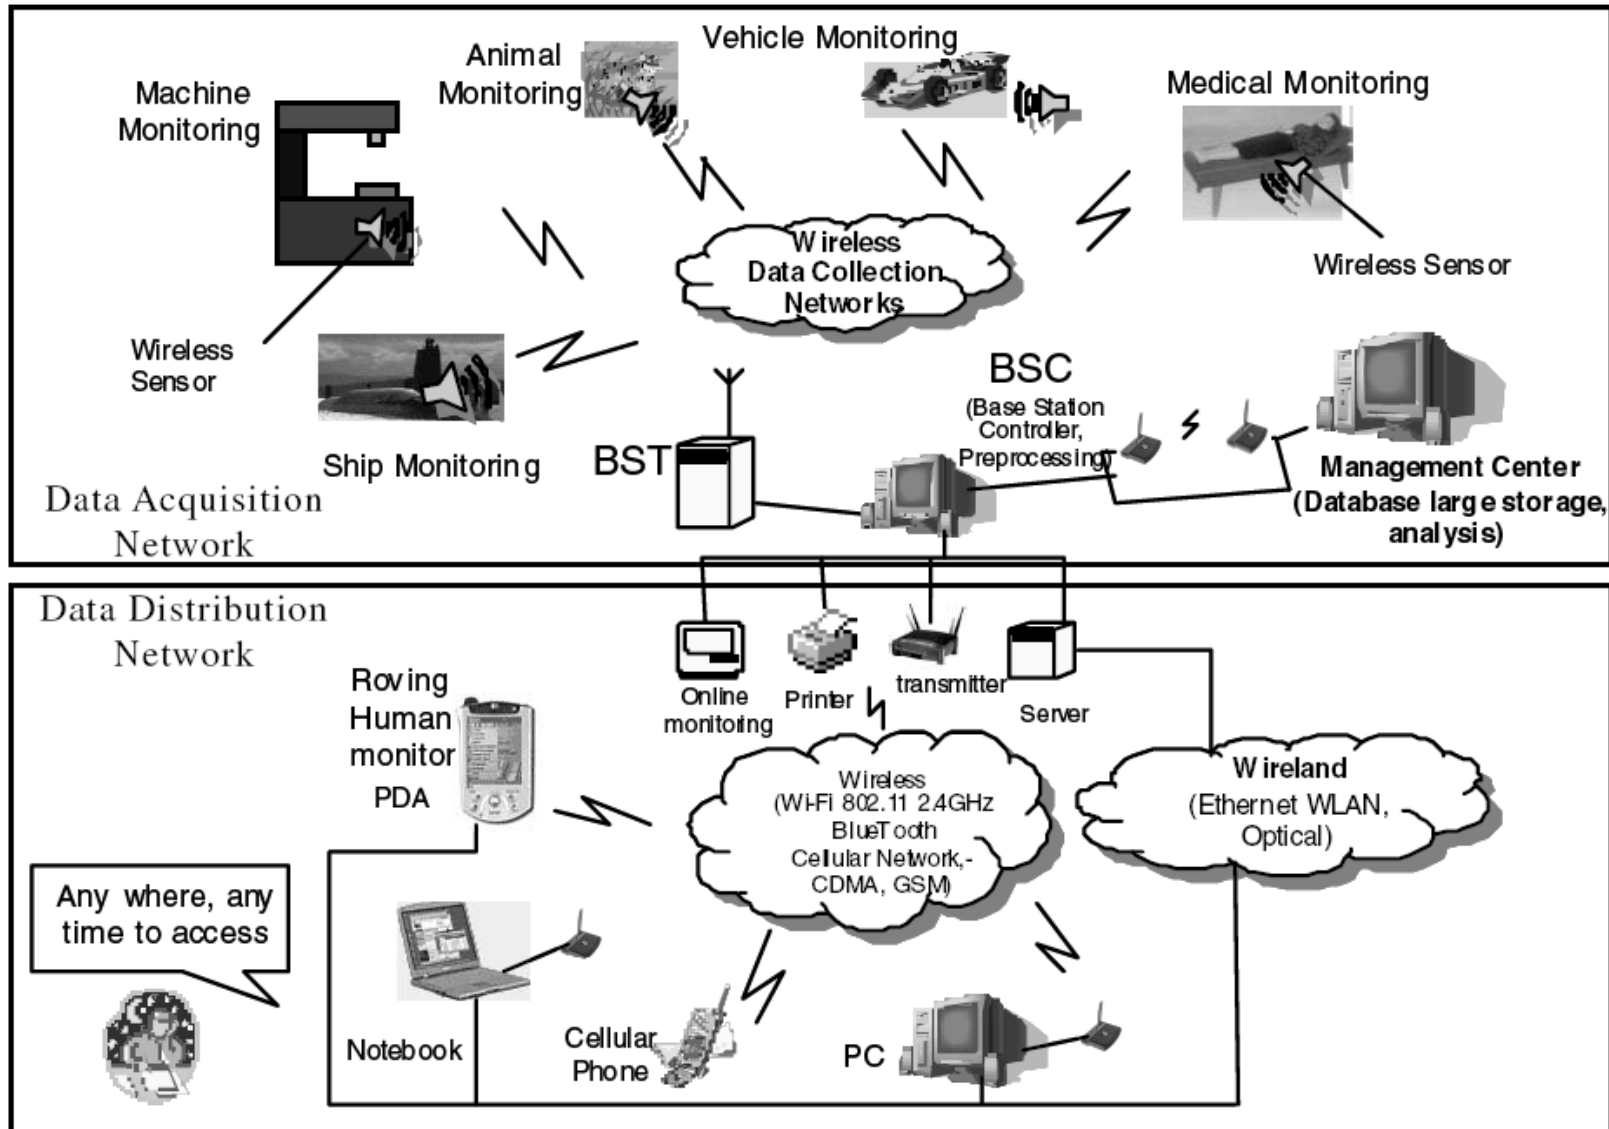 Vehicle Monitoring
Animal
Monitoring
Medical Monitoring
Machine
Monitoring
Wireless
Data Collection
Networks
Wireless Sensor
Wireless
Sensor
BSC
(Base Station
Controller,
Preprocessing)
BST
Ship Monitoring
Management Center
(Database large storage,
analysis)
Data Acquisition
Network
Data Distribution
Network
Online
monitoring
Printer
transmitter
Server
Roving
Human
monitor
PDA
Wireless
(Wi-Fi 802.11 2.4GHz
BlueTooth
Cellular Network,-
CDMA, GSM)
Wireland
(Ethernet WLAN,
Optical)
Any where, any
time to access
Notebook
Cellular
Phone
PC